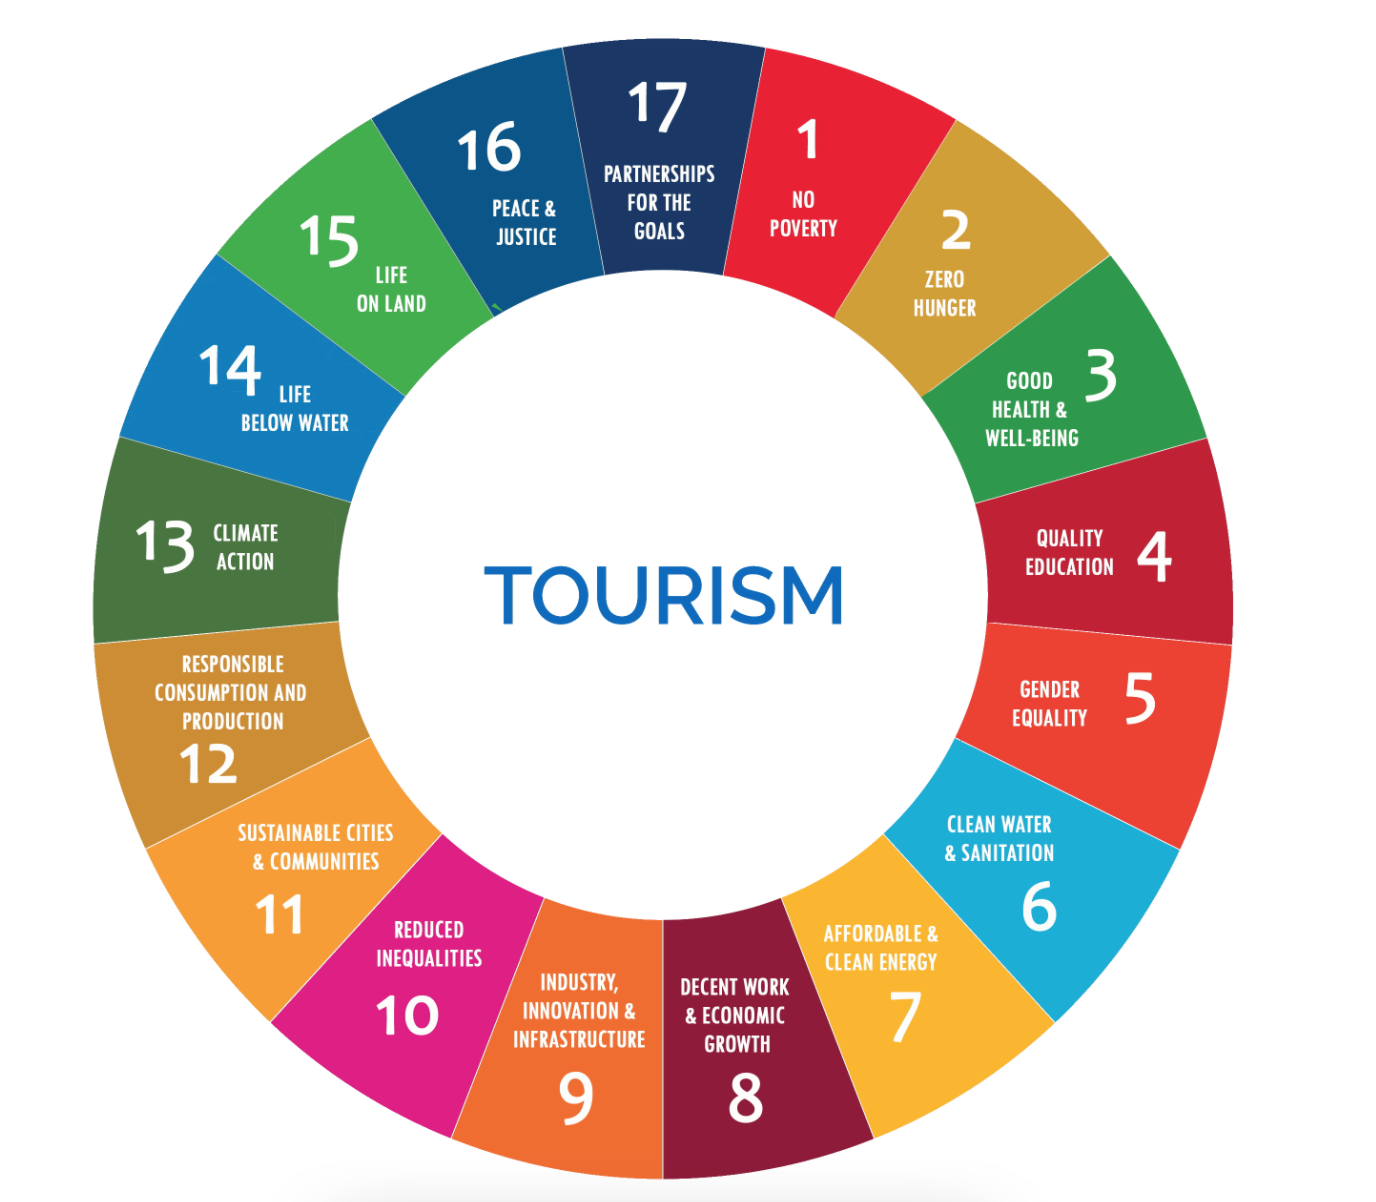 17
PARTNERSHIPS
FOR THE
GOALS
1
NO
POVERTY
2
ZERO
HUNGER
3
GOOD
HEALTH &
WELL-BEING
4
QUALITY
EDUCATION
5
GENDER
EQUALITY
CLEAN WATER
& SANITATION
6
AFFORDABLE &
CLEAN ENERGY
7
DECENT WORK
& ECONOMIC
GROWTH
8
INDUSTRY,
INNOVATION &
INFRASTRUCTURE
9
REDUCED
INEQUALITIES
10
SUSTAINABLE CITIES
& COMMUNITIES
11
RESPONSIBLE
CONSUMPTION AND
PRODUCTION
12
13
CLIMATE
ACTION
14
LIFE
BELOW WATER
15
LIFE
ON LAND
16
PEACE &
JUSTICE
TOURISM